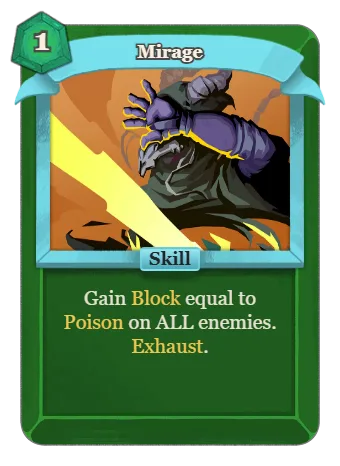 1
Mirage
Skill
Gain Block equal to
Poison on ALL enemies.
Exhaust.